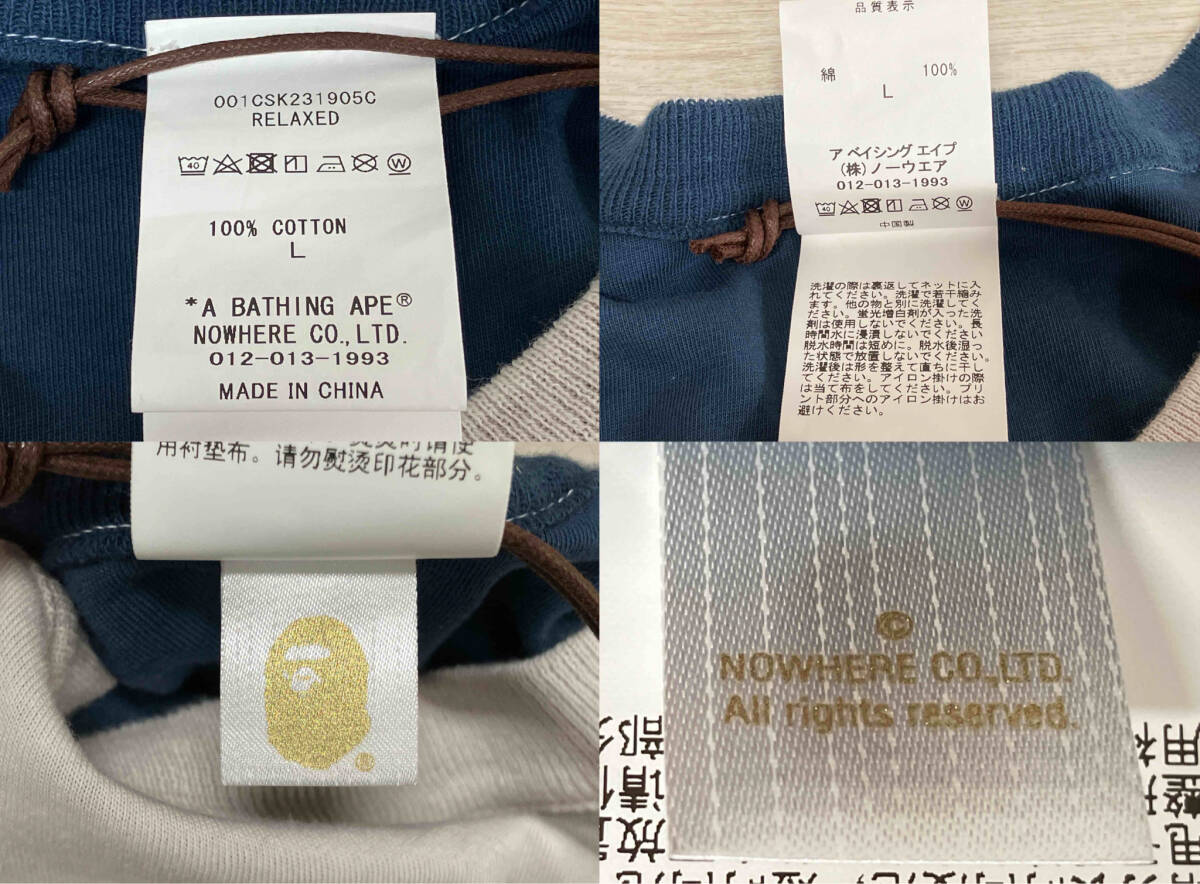 001CSK231905C
RELAXED
40
W
100% COTTON
L
*A BATHING APE®
NOWHERE CO.,LTD.
012-013-1993
MADE IN CHINA
品質表示
綿 100%
L
ア ベイシング エイプ
(株)ノーウエア
012-013-1993
40
W
中国製
洗濯の際は裏返してネットに入
れてください。洗濯で若干縮み
ます。他の物と別に洗濯してく
ださい。蛍光増白剤が入った洗
剤は使用しないでください。長
時間水に浸漬しないでください
脱水時間は短めに。脱水後湿っ
た状態で放置しないでください。
洗濯後は形を整えて直ちに干し
てください。アイロン掛けの際
は当て布をしてください。プリ
ント部分へのアイロン掛けはお
避けください。
用衬垫布。请勿熨烫印花部分。
®
©
NOWHERE CO.,LTD.
All rights reserved.